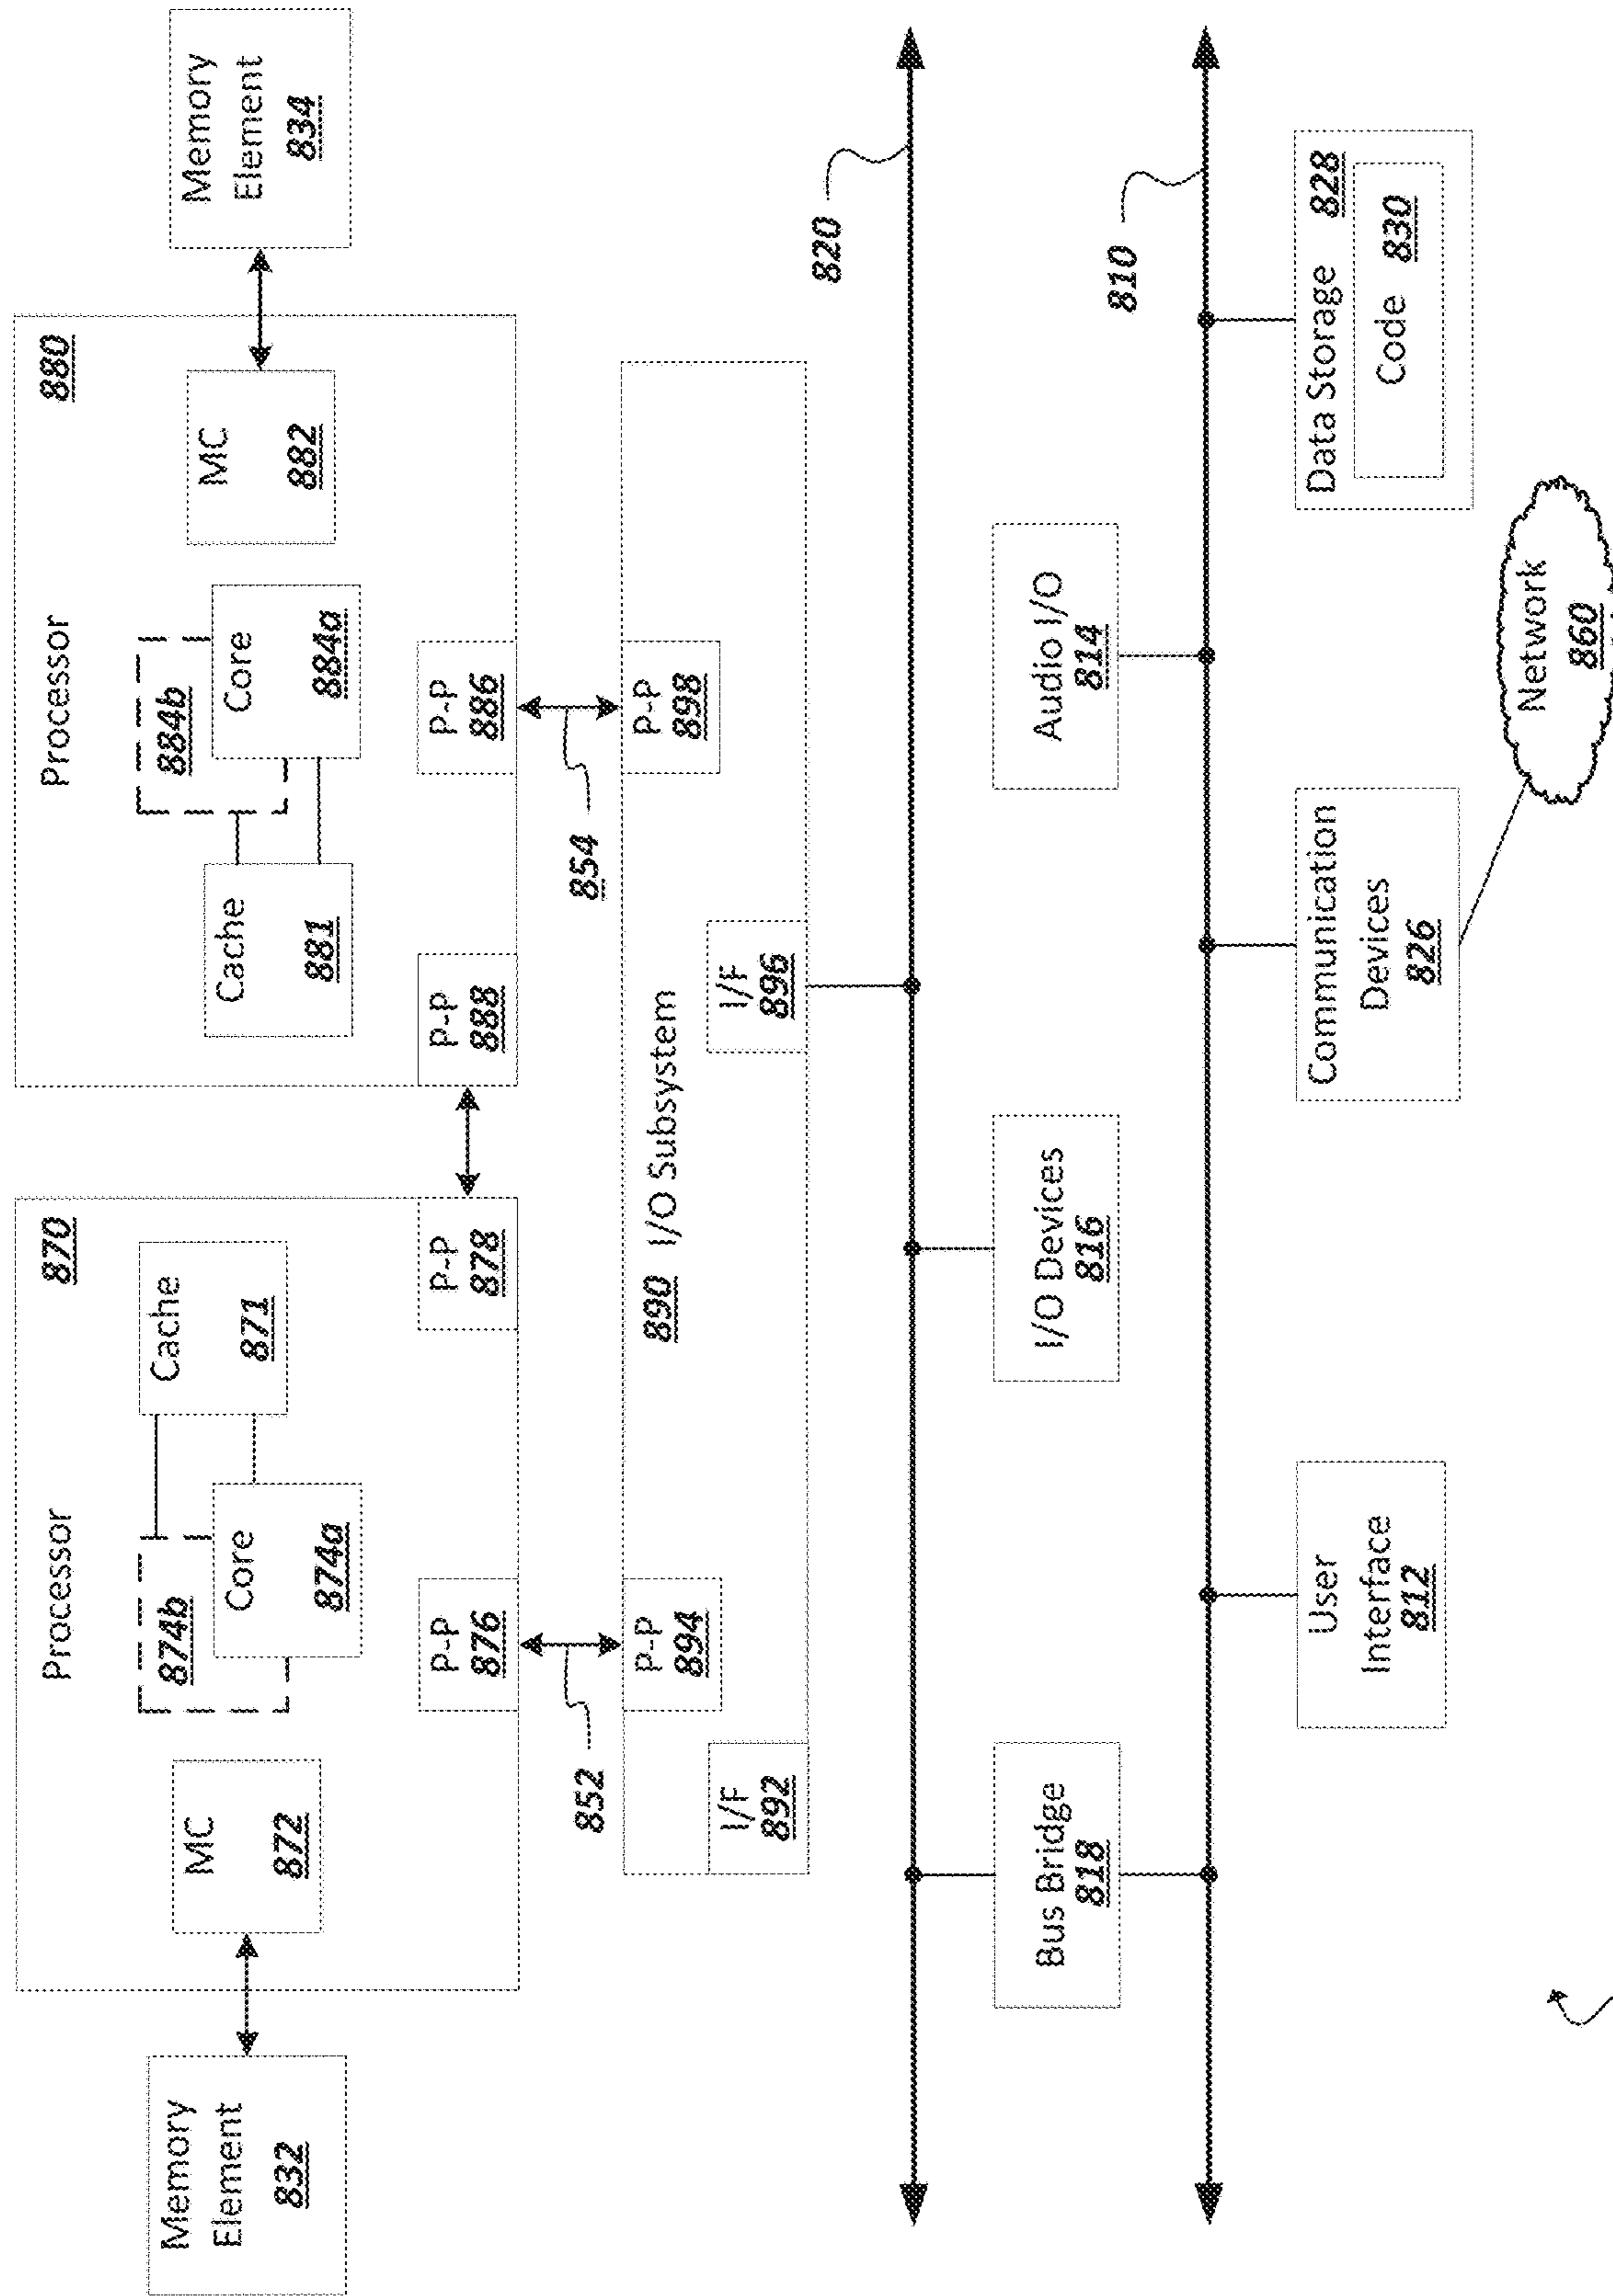 Memory
Element
832
Processor
870
MC
872
874b
Core
874a
Cache
871
P-P
876
P-P
878
Processor
880
Cache
881
884b
Core
884a
MC
882
P-P
888
P-P
886
Memory
Element
834
852
854
P-P
894
890 I/O Subsystem
P-P
898
I/F
892
I/F
896
820
Bus Bridge
818
I/O Devices
816
Audio I/O
814
810
User
Interface
812
Communication
Devices
826
Data Storage 828
Code 830
Network
860